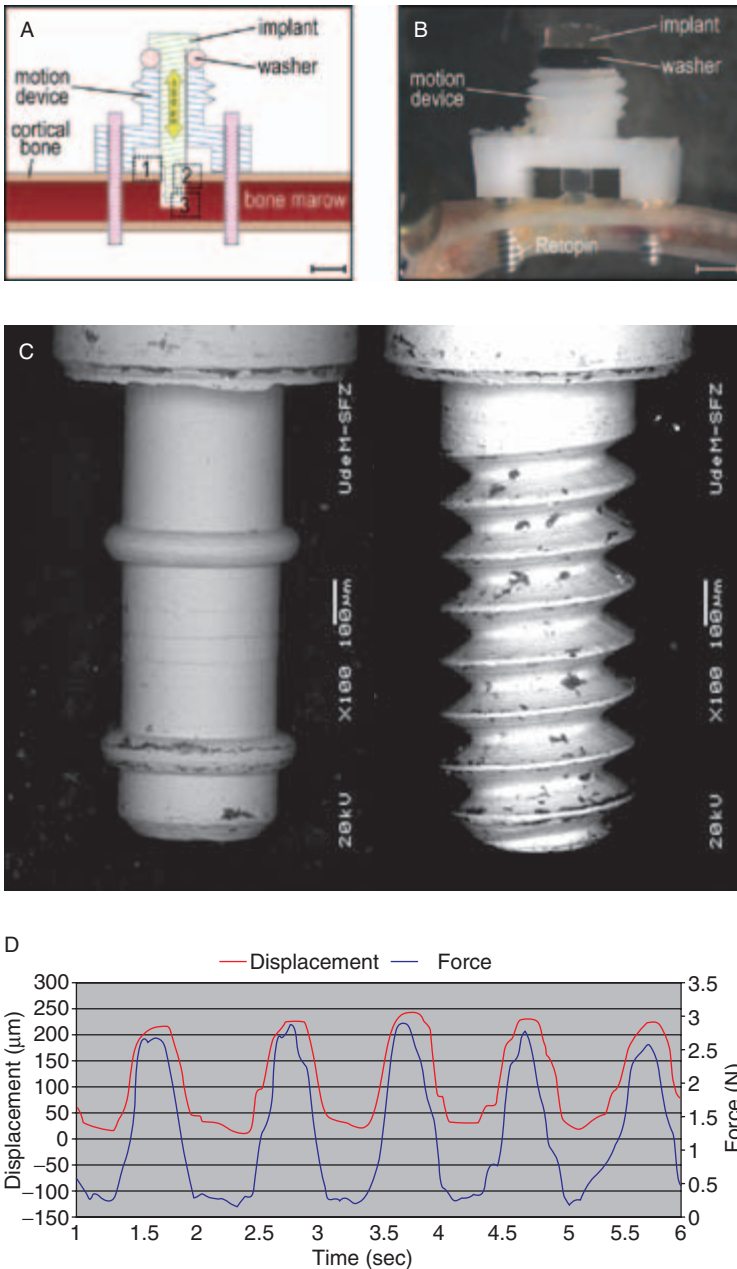 A
implant
washer
motion
device
cortical
bone
1
2
3
bone marow
B
implant
washer
motion
device
Retopin
C
UdeM-SFZ
100µm
X100
20kU
UdeM-SFZ
100µm
X100
20kU
D
Displacement
Force
Displacement (µm)
300
250
200
150
100
50
0
−50
−100
−150
3.5
3
2.5
2
1.5
1
0.5
0
Force (N)
1
1.5
2
2.5
3
3.5
4
4.5
5
5.5
6
Time (sec)